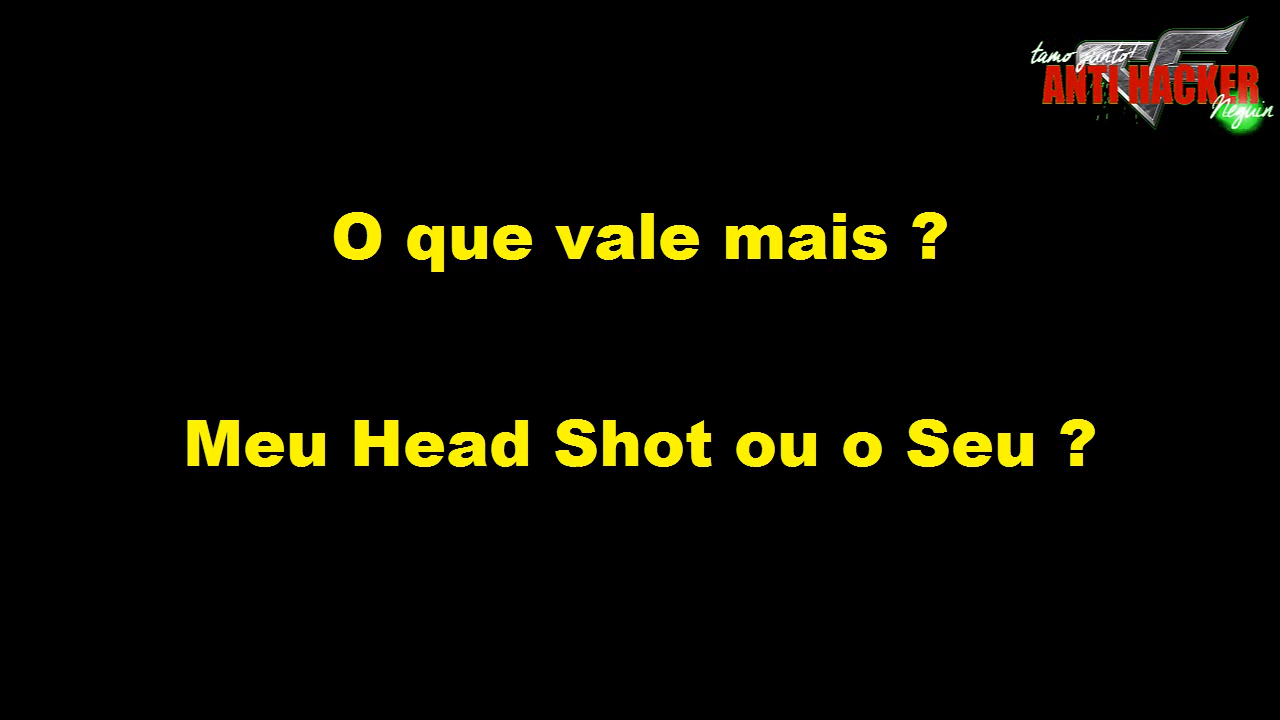 tamo junto!
ANTI HACKER
Neguin
O que vale mais ?
Meu Head Shot ou o Seu ?